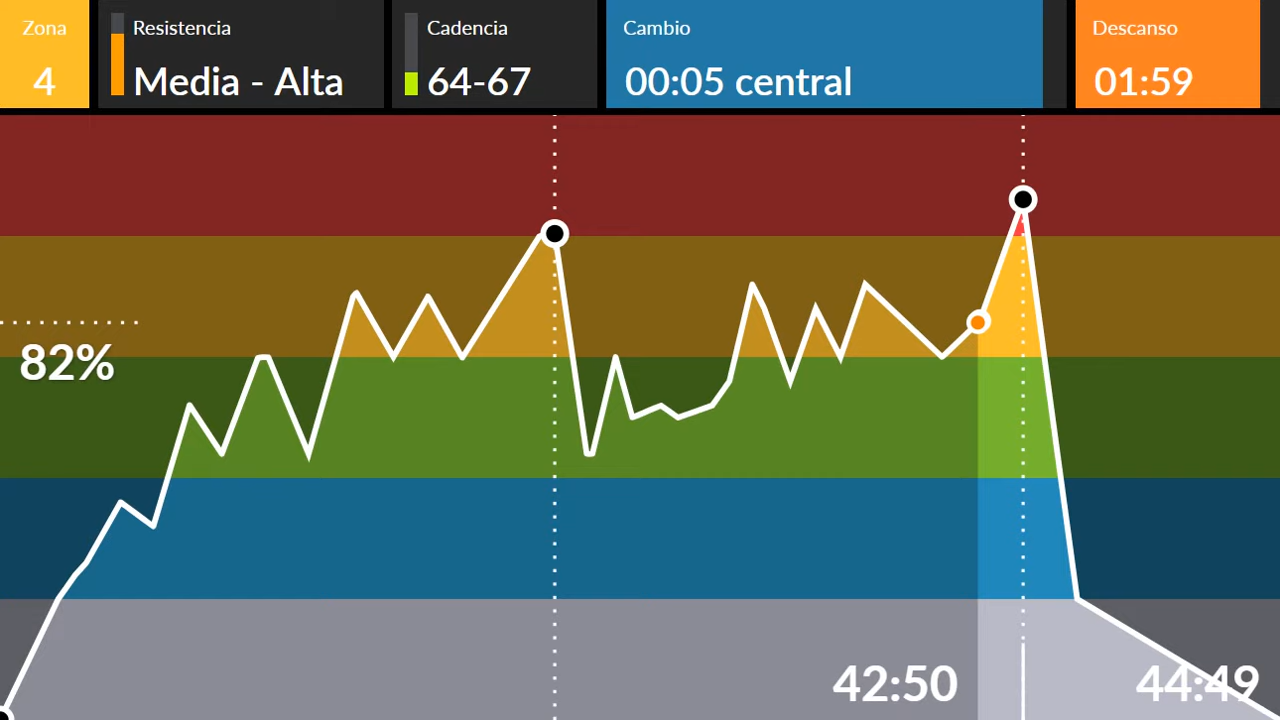 Zona
4
Resistencia
Media - Alta
Cadencia
64-67
Cambio
00:05 central
Descanso
01:59
82%
42:50
44:49